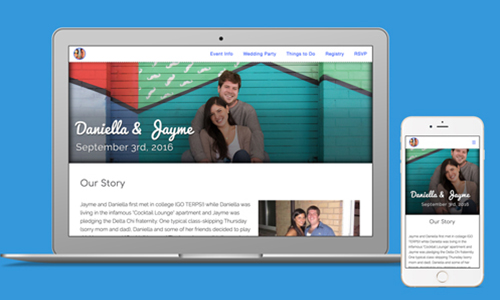 Event Info Wedding Party Things to Do Registry RSVP
Daniella & Jayme
September 3rd, 2016
Our Story
Jayme and Daniella first met in college (GO TERPS!) while Daniella was
living in the infamous 'Cocktail Lounge' apartment and Jayme was
pledging the Delta Chi fraternity. One typical class-skipping Thursday
(sorry mom and dad), Daniella and some of her friends decided to play
Daniella & Jayme
September 3rd, 2016
Our Story
Jayme and Daniella first met in college (GO
TERPS!) while Daniella was living in the
infamous 'Cocktail Lounge' apartment and
Jayme was pledging the Delta Chi fraternity.
One typical class-skipping Thursday (sorry
mom and dad), Daniella and some of her